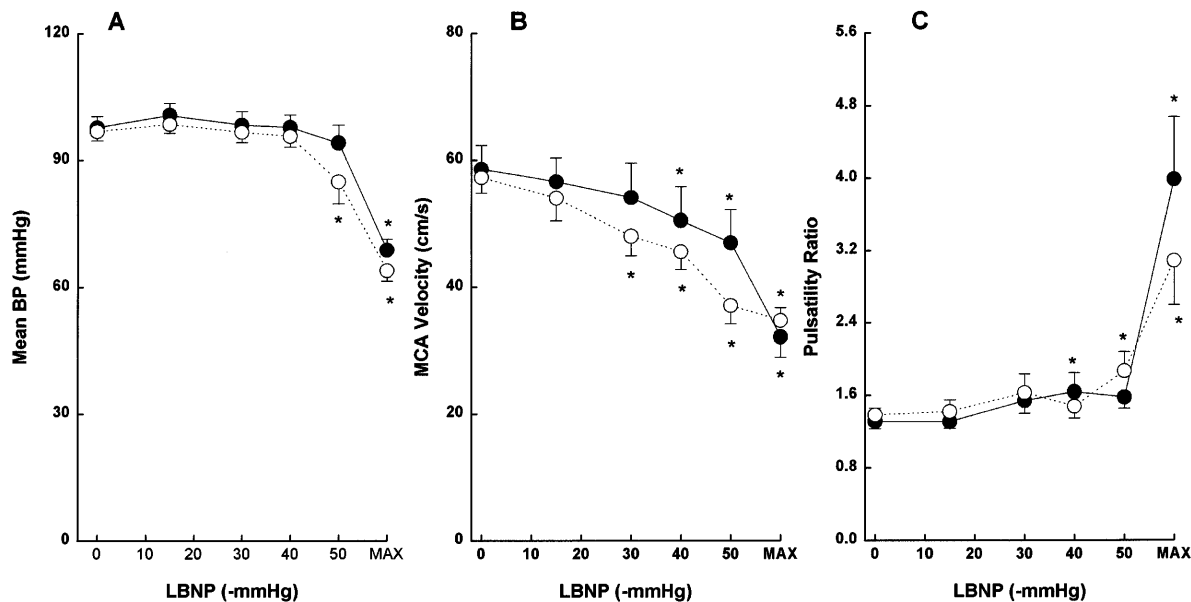 A
120
90
60
30
0
Mean BP (mmHg)
* * *
0 10 20 30 40 50 MAX
LBNP (-mmHg)
B
80
60
40
20
0
MCA Velocity (cm/s)
* * * * * * * *
0 10 20 30 40 50 MAX
LBNP (-mmHg)
C
5.6
4.8
4.0
3.2
2.4
1.6
0.8
0.0
Pulsatility Ratio
* * * *
0 10 20 30 40 50 MAX
LBNP (-mmHg)